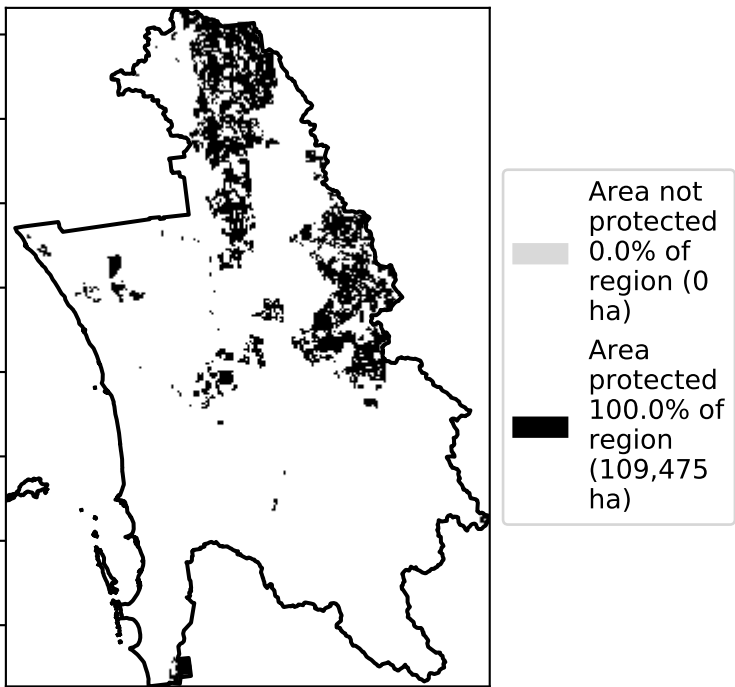 Area not
protected
0.0% of
region (0
ha)
Area
protected
100.0% of
region
(109,475
ha)